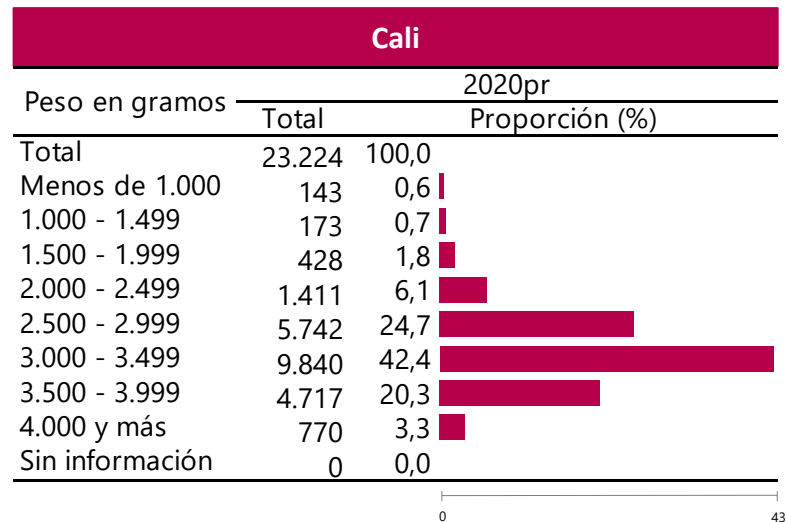 Cali
Peso en gramos
2020pr
Total Proporción (%)
Total 23.224 100,0
Menos de 1.000 143 0,6
1.000 - 1.499 173 0,7
1.500 - 1.999 428 1,8
2.000 - 2.499 1.411 6,1
2.500 - 2.999 5.742 24,7
3.000 - 3.499 9.840 42,4
3.500 - 3.999 4.717 20,3
4.000 y más 770 3,3
Sin información 0 0,0
0 43